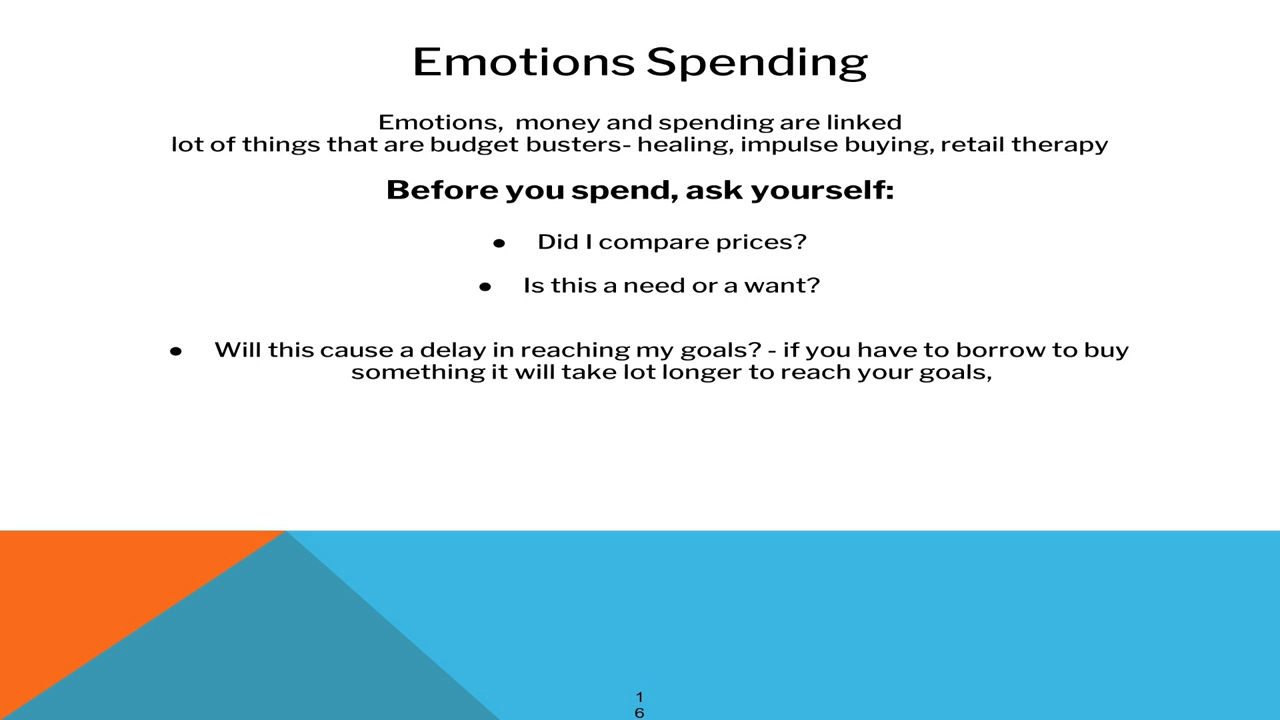 Emotions Spending
Emotions,  money and spending are linked
lot of things that are budget busters- healing, impulse buying, retail therapy
Before you spend, ask yourself:
● Did I compare prices?
● Is this a need or a want?
● Will this cause a delay in reaching my goals? - if you have to borrow to buy
something it will take lot longer to reach your goals,
1
6